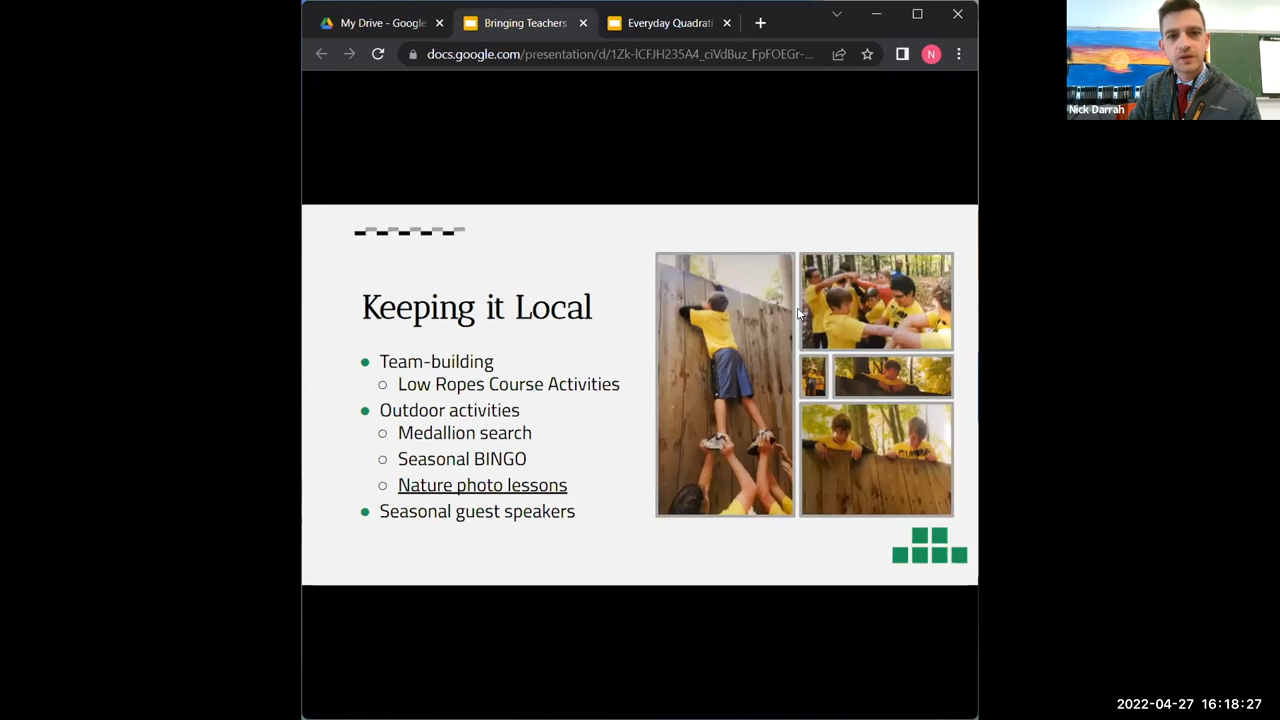 My Drive - Google
Bringing Teachers
Everyday Quadrati
docs.google.com/presentation/d/1Zk-lCFJH235A4_ciVdBuz_FpFOEGr-...
N
Nick Darrah
Keeping it Local
Team-building
Low Ropes Course Activities
Outdoor activities
Medallion search
Seasonal BINGO
Nature photo lessons
Seasonal guest speakers
2022-04-27 16:18:27